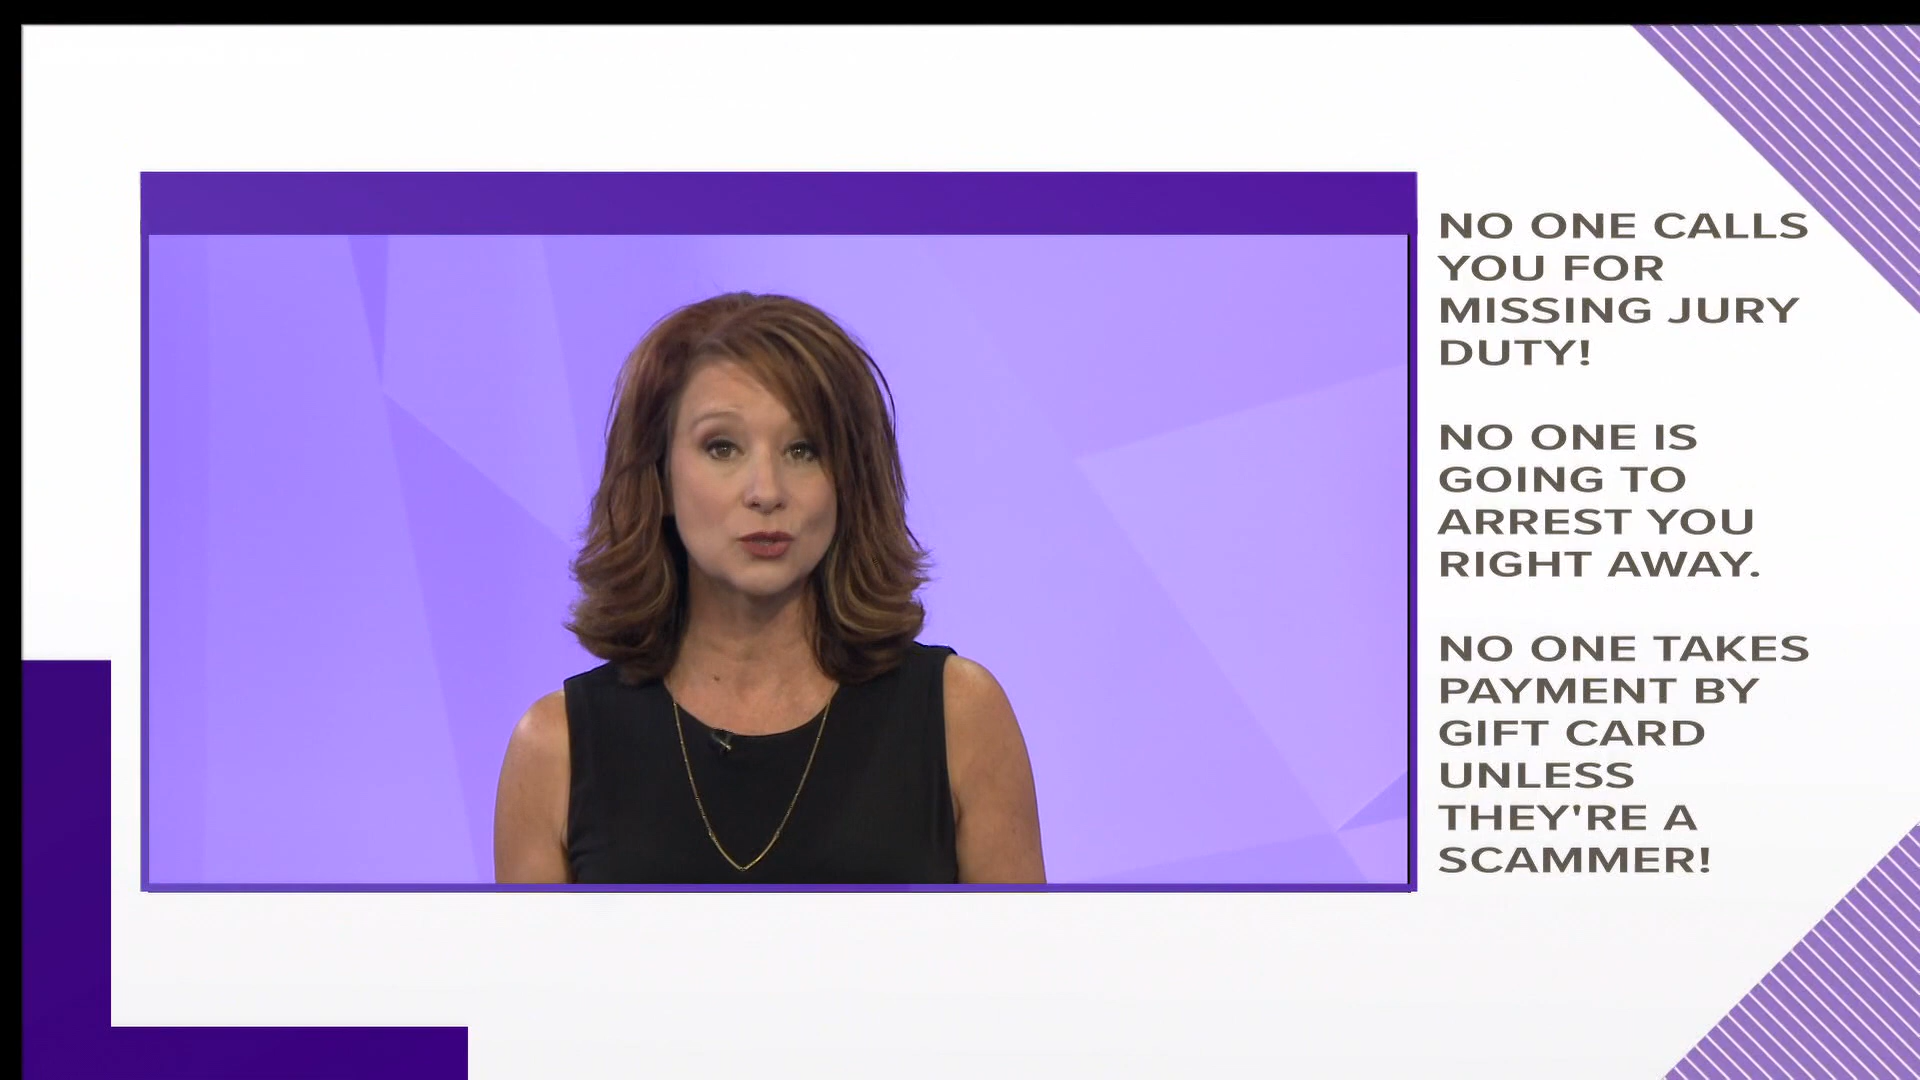 NO ONE CALLS
YOU FOR
MISSING JURY
DUTY!
NO ONE IS
GOING TO
ARREST YOU
RIGHT AWAY.
NO ONE TAKES
PAYMENT BY
GIFT CARD
UNLESS
THEY'RE A
SCAMMER!